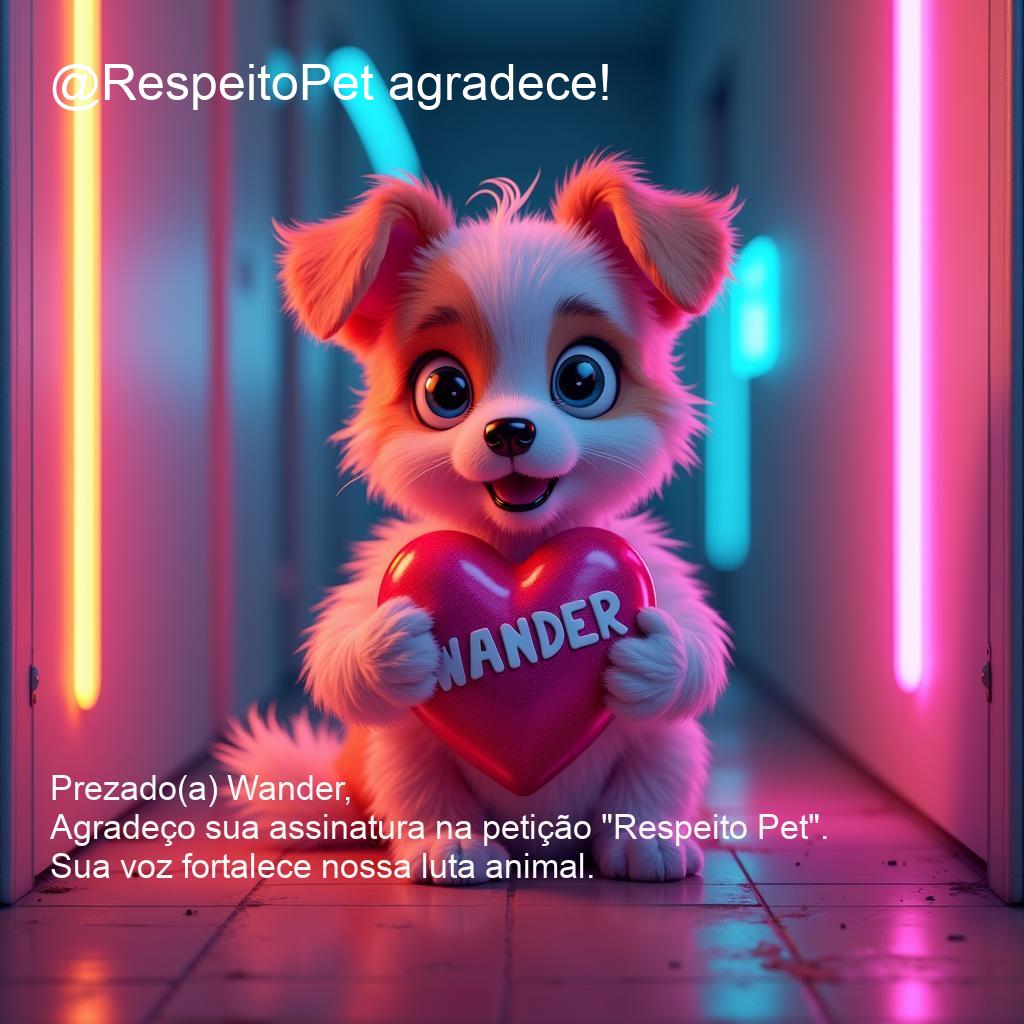 @RespeitoPet agradece!
WANDER
Prezado(a) Wander,
Agradeço sua assinatura na petição "Respeito Pet".
Sua voz fortalece nossa luta animal.